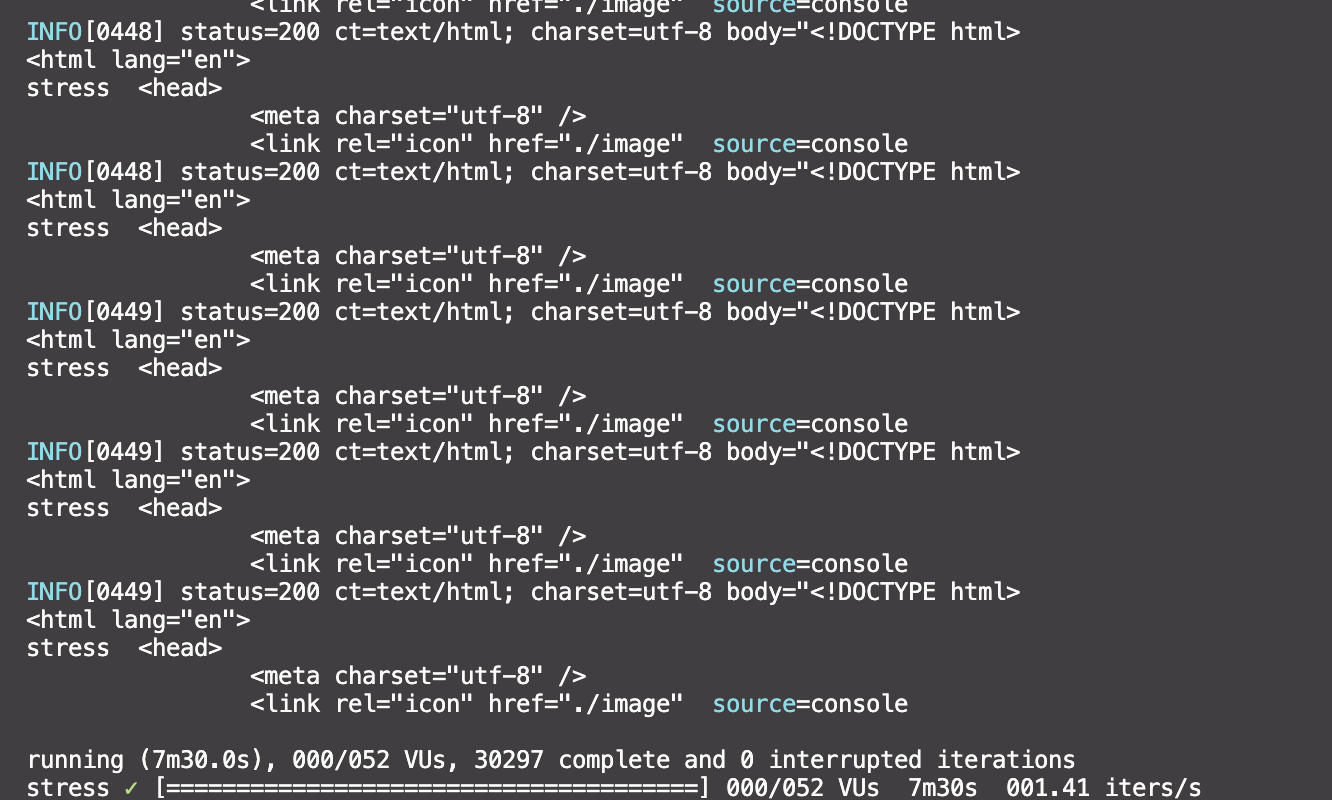 <link rel="icon" href="./image"  source=console
INFO[0448] status=200 ct=text/html; charset=utf-8 body="<!DOCTYPE html>
<html lang="en">
stress  <head>
<meta charset="utf-8" />
<link rel="icon" href="./image"  source=console
INFO[0448] status=200 ct=text/html; charset=utf-8 body="<!DOCTYPE html>
<html lang="en">
stress  <head>
<meta charset="utf-8" />
<link rel="icon" href="./image"  source=console
INFO[0449] status=200 ct=text/html; charset=utf-8 body="<!DOCTYPE html>
<html lang="en">
stress  <head>
<meta charset="utf-8" />
<link rel="icon" href="./image"  source=console
INFO[0449] status=200 ct=text/html; charset=utf-8 body="<!DOCTYPE html>
<html lang="en">
stress  <head>
<meta charset="utf-8" />
<link rel="icon" href="./image"  source=console
INFO[0449] status=200 ct=text/html; charset=utf-8 body="<!DOCTYPE html>
<html lang="en">
stress  <head>
<meta charset="utf-8" />
<link rel="icon" href="./image"  source=console
running (7m30.0s), 000/052 VUs, 30297 complete and 0 interrupted iterations
stress ✓ [======================================] 000/052 VUs  7m30s  001.41 iters/s